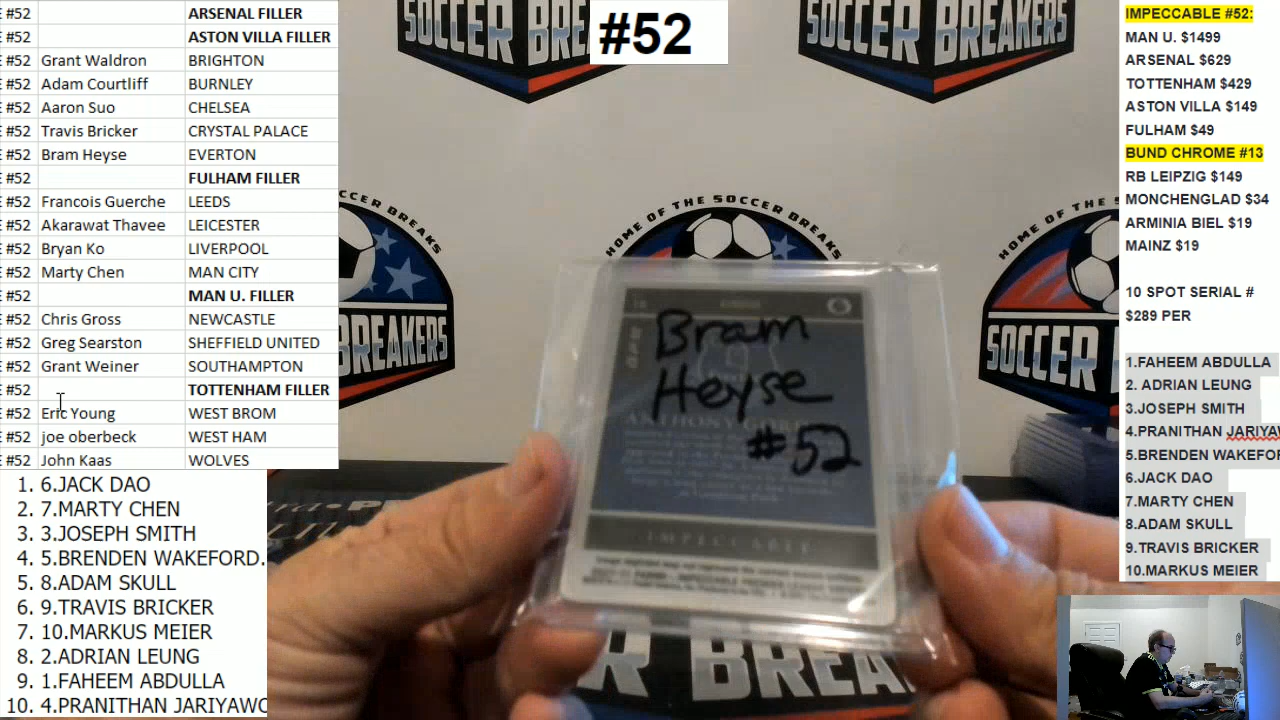 E #52 ARSENAL FILLER
E #52 ASTON VILLA FILLER
E #52 Grant Waldron BRIGHTON
E #52 Adam Courtliff BURNLEY
E #52 Aaron Suo CHELSEA
E #52 Travis Bricker CRYSTAL PALACE
E #52 Bram Heyse EVERTON
E #52 FULHAM FILLER
E #52 Francois Guerche LEEDS
E #52 Akarawat Thavee LEICESTER
E #52 Bryan Ko LIVERPOOL
E #52 Marty Chen MAN CITY
E #52 MAN U. FILLER
E #52 Chris Gross NEWCASTLE
E #52 Greg Searston SHEFFIELD UNITED
E #52 Grant Weiner SOUTHAMPTON
E #52 TOTTENHAM FILLER
E #52 Eric Young WEST BROM
E #52 joe oberbeck WEST HAM
E #52 John Kaas WOLVES
1. 6.JACK DAO
2. 7.MARTY CHEN
3. 3.JOSEPH SMITH
4. 5.BRENDEN WAKEFORD.
5. 8.ADAM SKULL
6. 9.TRAVIS BRICKER
7. 10.MARKUS MEIER
8. 2.ADRIAN LEUNG
9. 1.FAHEEM ABDULLA
10. 4.PRANITHAN JARIYAWO
#52
SOCCER BRE
SOCCER BREAKERS
CCER BREAKS
BREAKERS
HOME OF THE SOCCER BREAKS
HOME OF THE S
SOCCER BREA
Bram
Heyse
#52
ANTHONY GORD
IMPECCABLE
SOCCER BREA
IMPECCABLE #52:
MAN U. $1499
ARSENAL $629
TOTTENHAM $429
ASTON VILLA $149
FULHAM $49
BUND CHROME #13
RB LEIPZIG $149
MONCHENGLAD $34
ARMINIA BIEL $19
MAINZ $19
10 SPOT SERIAL #
$289 PER
1.FAHEEM ABDULLA
2. ADRIAN LEUNG
3.JOSEPH SMITH
4.PRANITHAN JARIYAW
5.BRENDEN WAKEFOR
6.JACK DAO
7.MARTY CHEN
8.ADAM SKULL
9.TRAVIS BRICKER
10.MARKUS MEIER